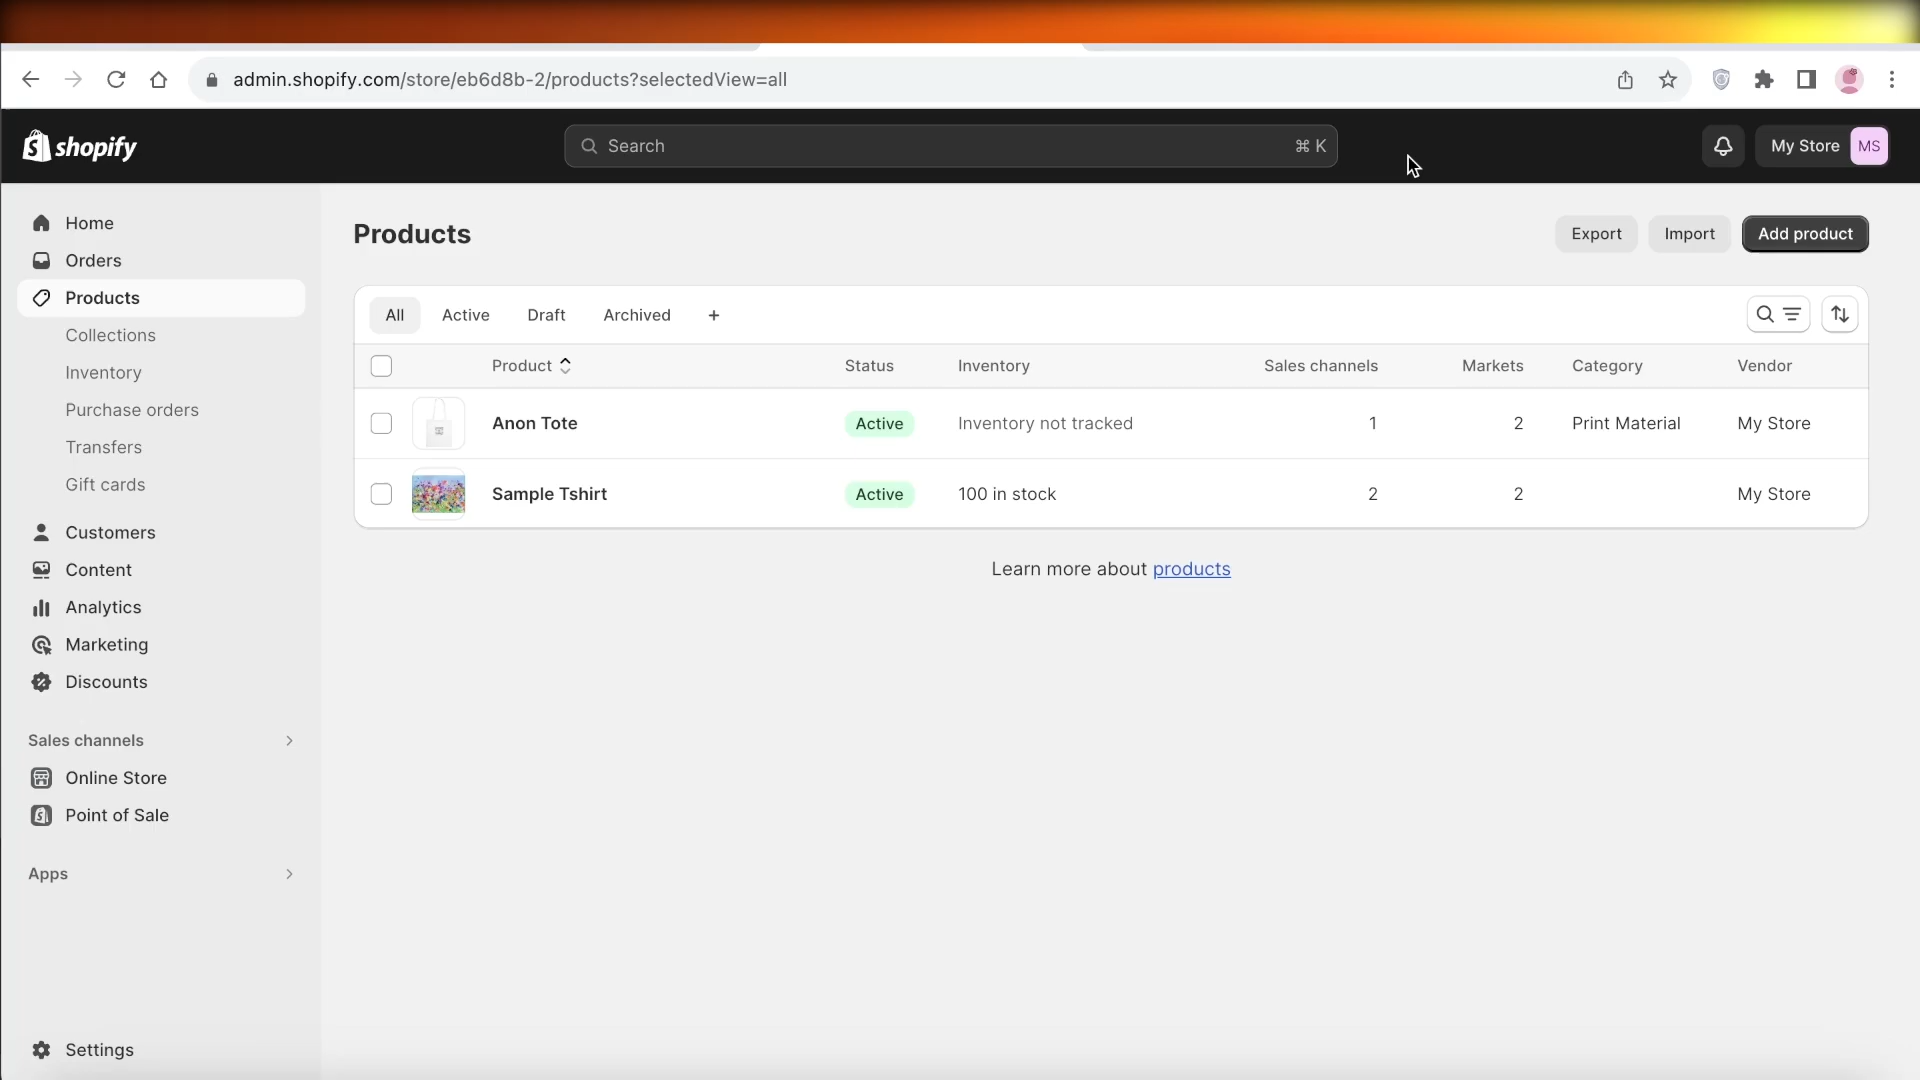 admin.shopify.com/store/eb6d8b-2/products?selectedView=all
shopify
Search
⌘ K
My Store
MS
Home
Orders
Products
Collections
Inventory
Purchase orders
Transfers
Gift cards
Customers
Content
Analytics
Marketing
Discounts
Sales channels
Online Store
Point of Sale
Apps
Settings
Products
Export
Import
Add product
All
Active
Draft
Archived
+
Product
Status
Inventory
Sales channels
Markets
Category
Vendor
Anon Tote
Active
Inventory not tracked
1
2
Print Material
My Store
Sample Tshirt
Active
100 in stock
2
2
My Store
Learn more about products